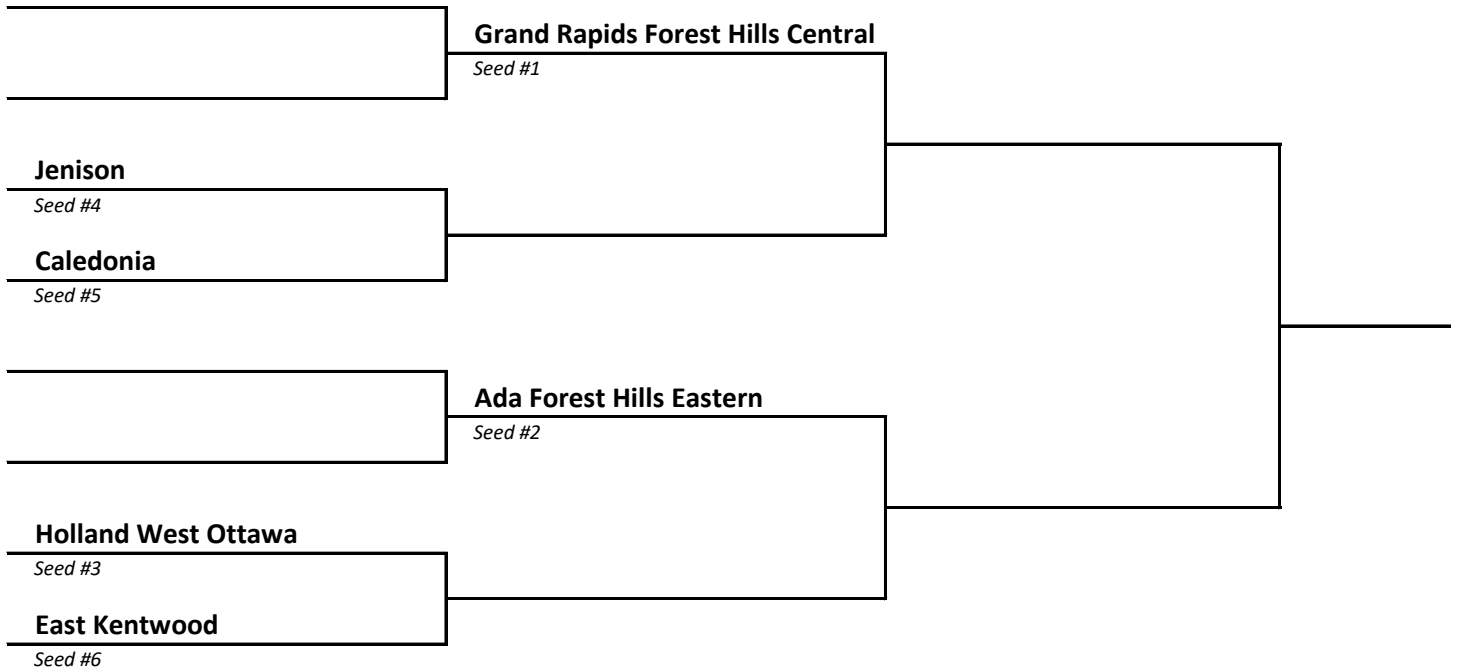 Grand Rapids Forest Hills Central
Seed #1
Jenison
Seed #4
Caledonia
Seed #5
Ada Forest Hills Eastern
Seed #2
Holland West Ottawa
Seed #3
East Kentwood
Seed #6